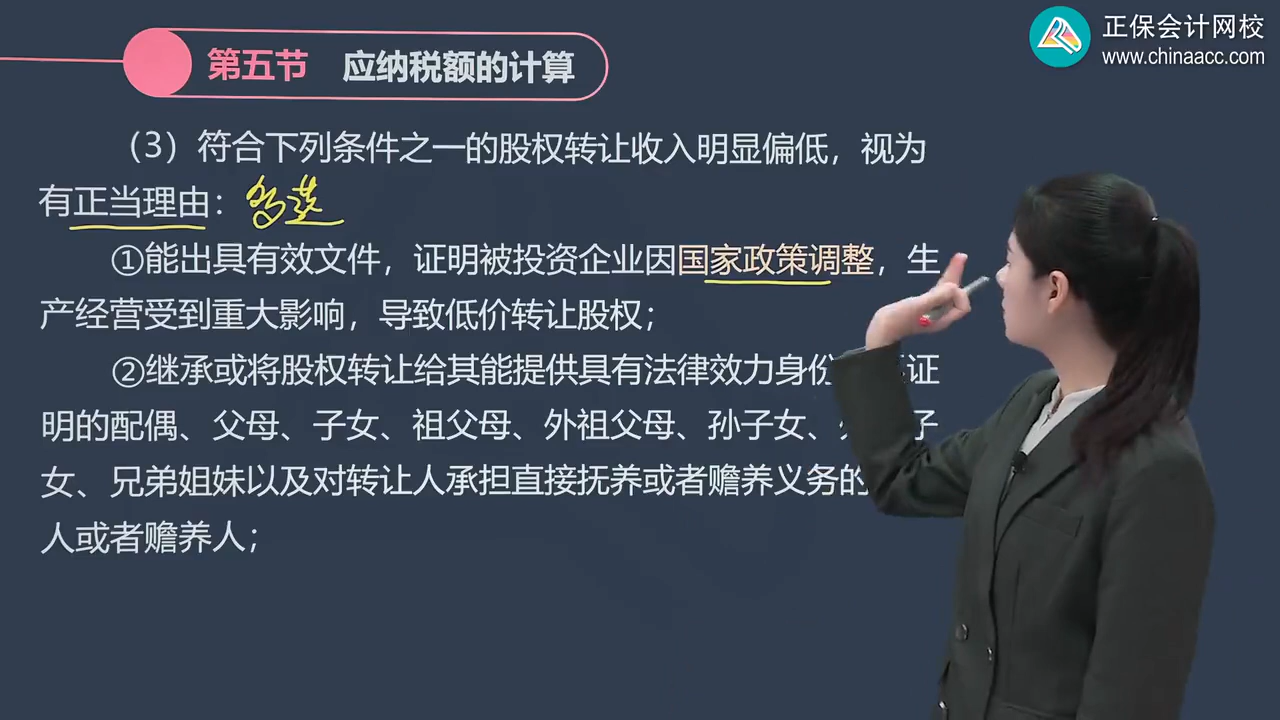 正保会计网校
www.chinaacc.com
第五节 应纳税额的计算
（3）符合下列条件之一的股权转让收入明显偏低，视为
有正当理由：多选
①能出具有效文件，证明被投资企业因国家政策调整，生
产经营受到重大影响，导致低价转让股权；
②继承或将股权转让给其能提供具有法律效力身份 证
明的配偶、父母、子女、祖父母、外祖父母、孙子女、 子
女、兄弟姐妹以及对转让人承担直接抚养或者赡养义务的
人或者赡养人；